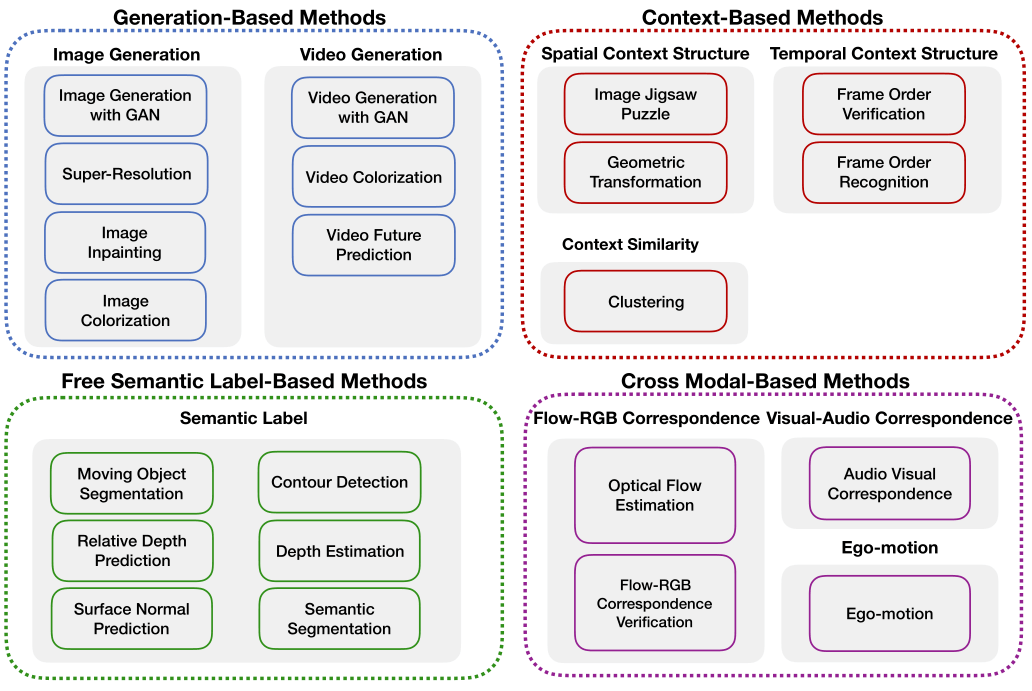 Generation-Based Methods
Image Generation
Image Generation
with GAN
Super-Resolution
Image
Inpainting
Image
Colorization
Video Generation
Video Generation
with GAN
Video Colorization
Video Future
Prediction
Context-Based Methods
Spatial Context Structure
Image Jigsaw
Puzzle
Geometric
Transformation
Temporal Context Structure
Frame Order
Verification
Frame Order
Recognition
Context Similarity
Clustering
Free Semantic Label-Based Methods
Semantic Label
Moving Object
Segmentation
Relative Depth
Prediction
Surface Normal
Prediction
Contour Detection
Depth Estimation
Semantic
Segmentation
Cross Modal-Based Methods
Flow-RGB Correspondence
Optical Flow
Estimation
Flow-RGB
Correspondence
Verification
Visual-Audio Correspondence
Audio Visual
Correspondence
Ego-motion
Ego-motion